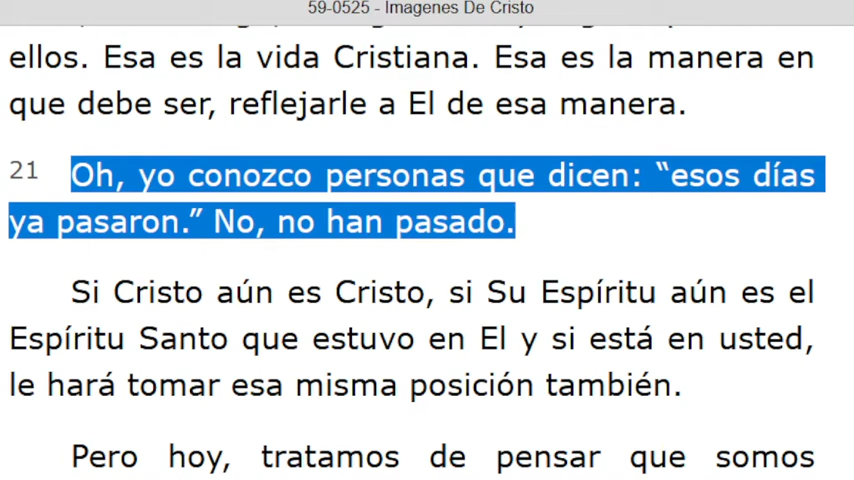 59-0525 - Imagenes De Cristo
ellos. Esa es la vida Cristiana. Esa es la manera en
que debe ser, reflejarle a El de esa manera.
21 Oh, yo conozco personas que dicen: “esos días
ya pasaron.” No, no han pasado.
Si Cristo aún es Cristo, si Su Espíritu aún es el
Espíritu Santo que estuvo en El y si está en usted,
le hará tomar esa misma posición también.
Pero hoy, tratamos de pensar que somos